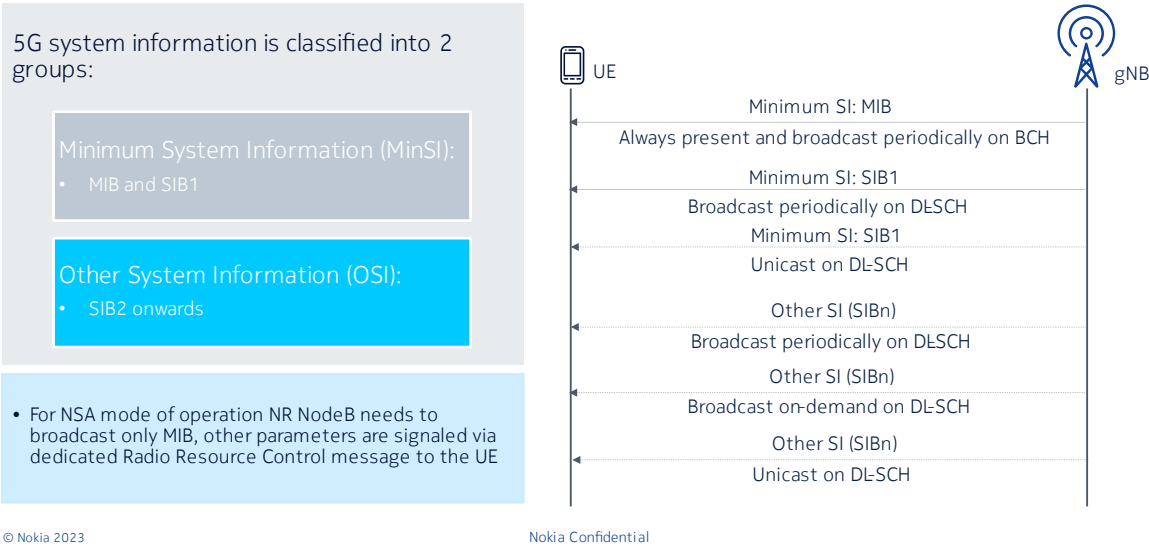 5G system information is classified into 2
groups:
Minimum System Information (MinSI):
• MIB and SIB1
Other System Information (OSI):
• SIB2 onwards
• For NSA mode of operation NR NodeB needs to
broadcast only MIB, other parameters are signaled via
dedicated Radio Resource Control message to the UE
UE
gNB
Minimum SI: MIB
Always present and broadcast periodically on BCH
Minimum SI: SIB1
Broadcast periodically on DL-SCH
Minimum SI: SIB1
Unicast on DL-SCH
Other SI (SIBn)
Broadcast periodically on DL-SCH
Other SI (SIBn)
Broadcast on-demand on DL-SCH
Other SI (SIBn)
Unicast on DL-SCH
© Nokia 2023
Nokia Confidential